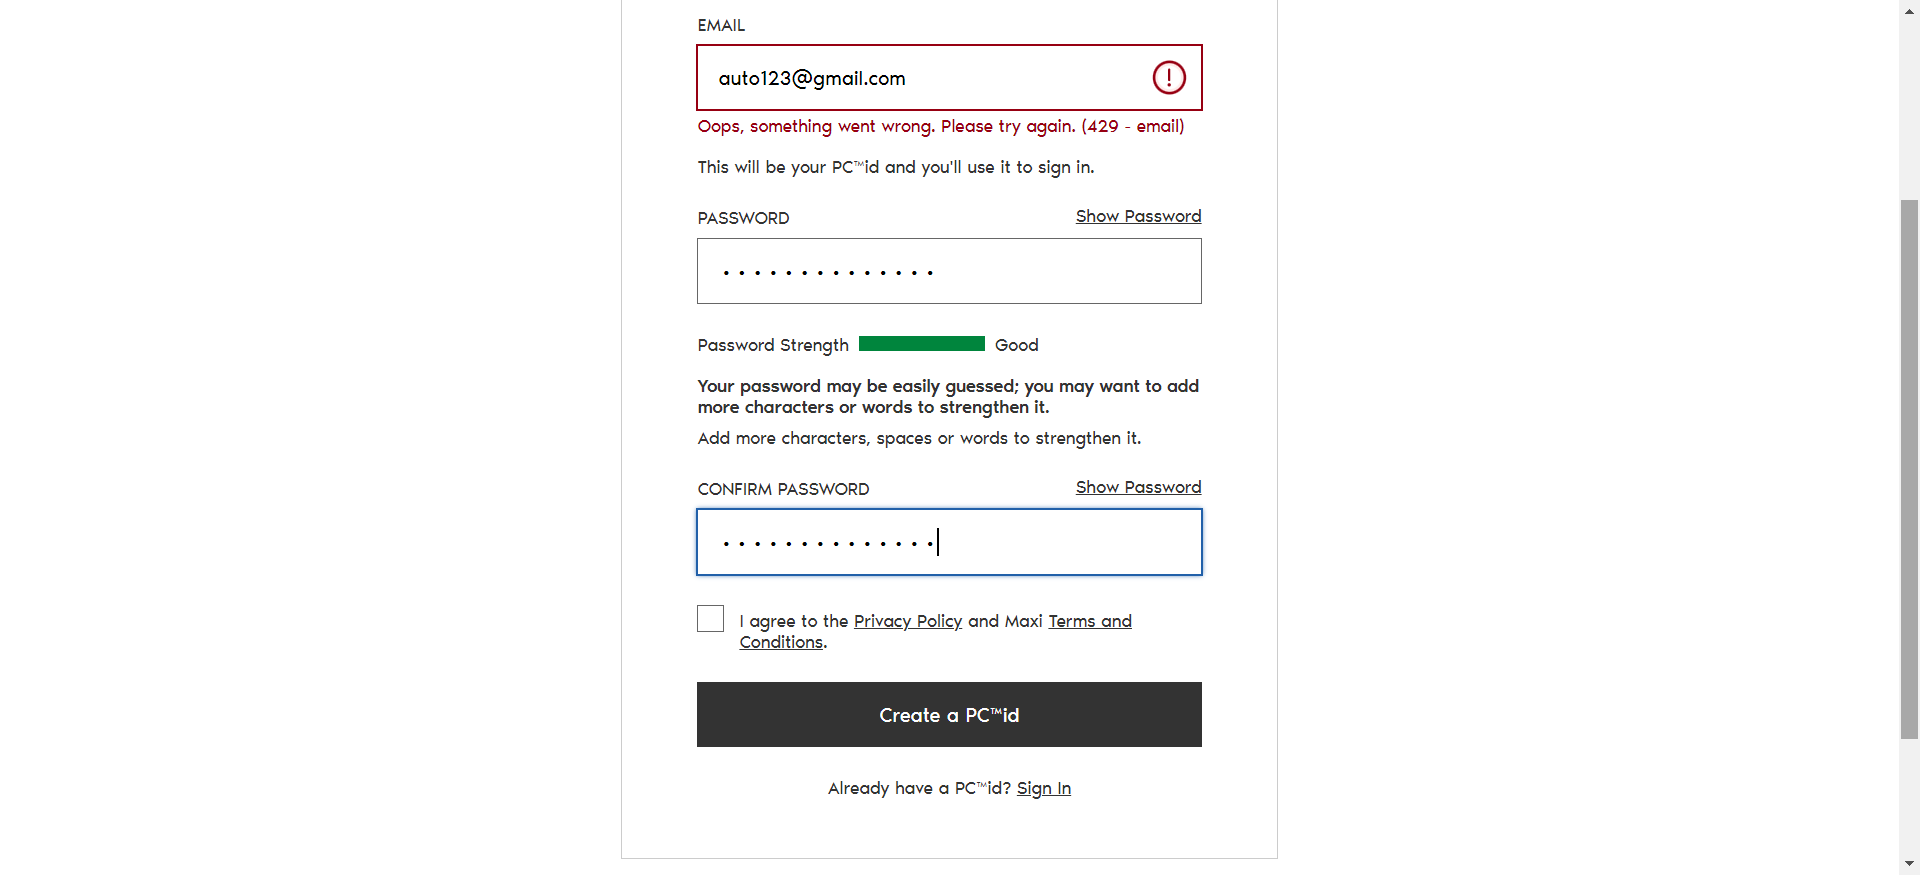 EMAIL
auto123@gmail.com
Oops, something went wrong. Please try again. (429 - email)
This will be your PC™id and you'll use it to sign in.
PASSWORD
Show Password
••••••••••••••
Password Strength
Good
Your password may be easily guessed; you may want to add
more characters or words to strengthen it.
Add more characters, spaces or words to strengthen it.
CONFIRM PASSWORD
Show Password
••••••••••••••
I agree to the Privacy Policy and Maxi Terms and
Conditions.
Create a PC™id
Already have a PC™id? Sign In